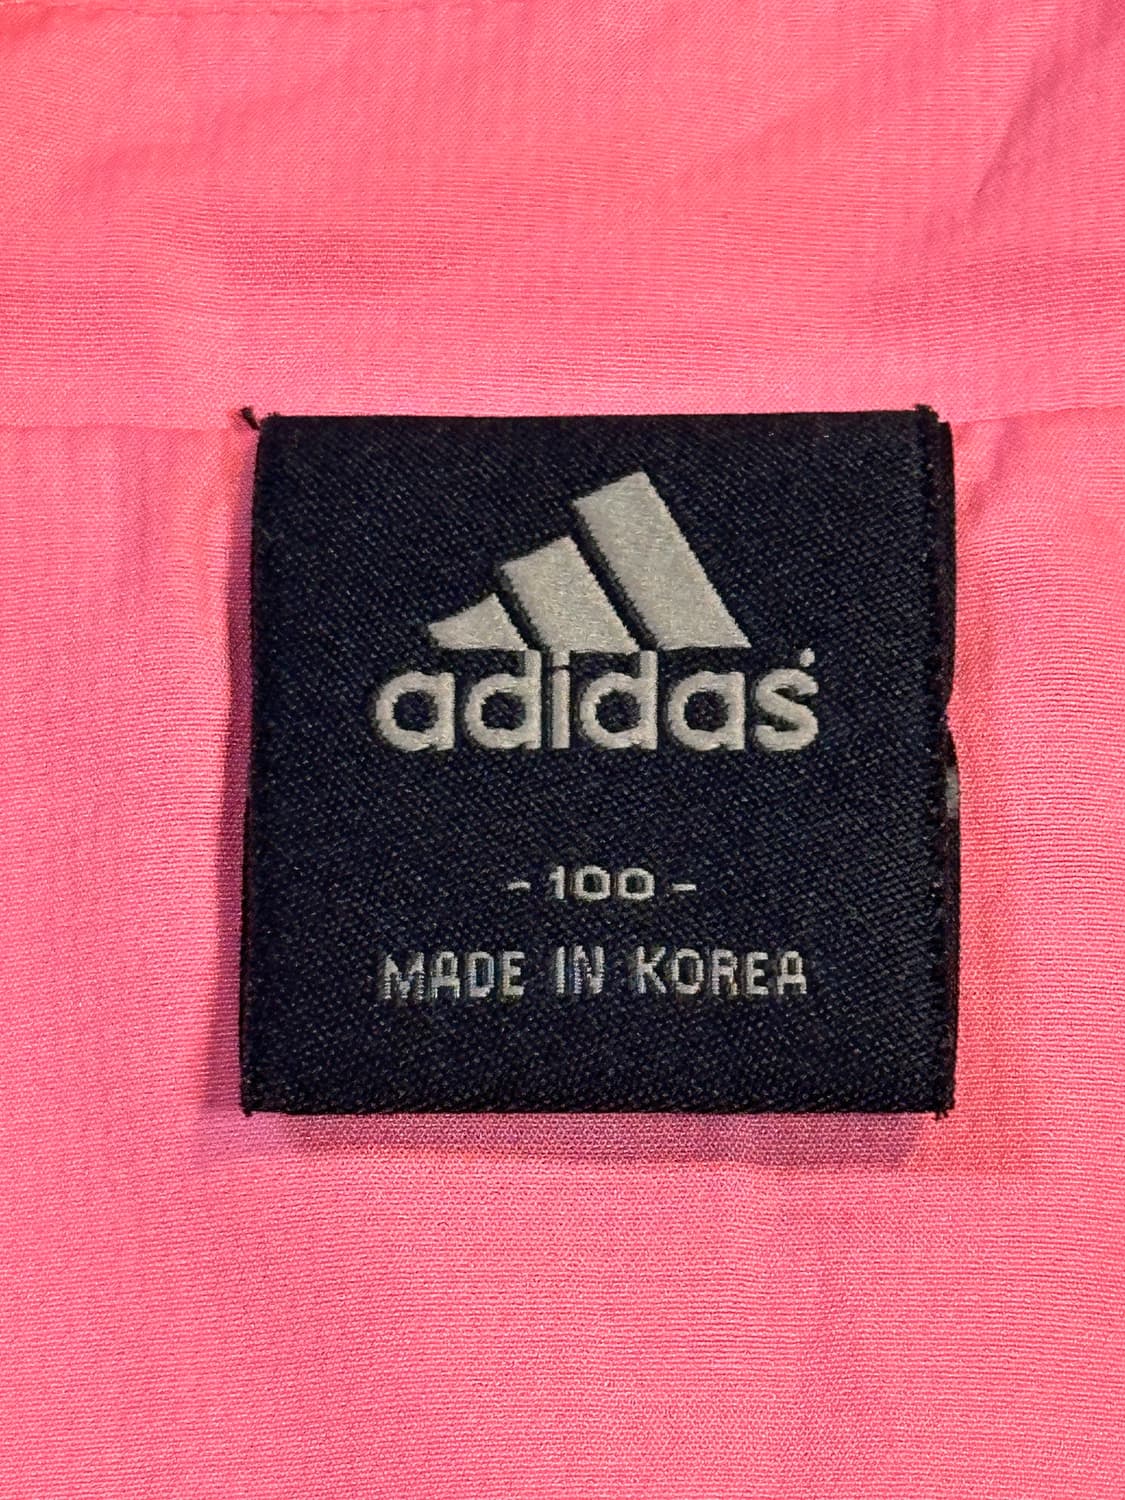 adidas
- 100 -
MADE IN KOREA